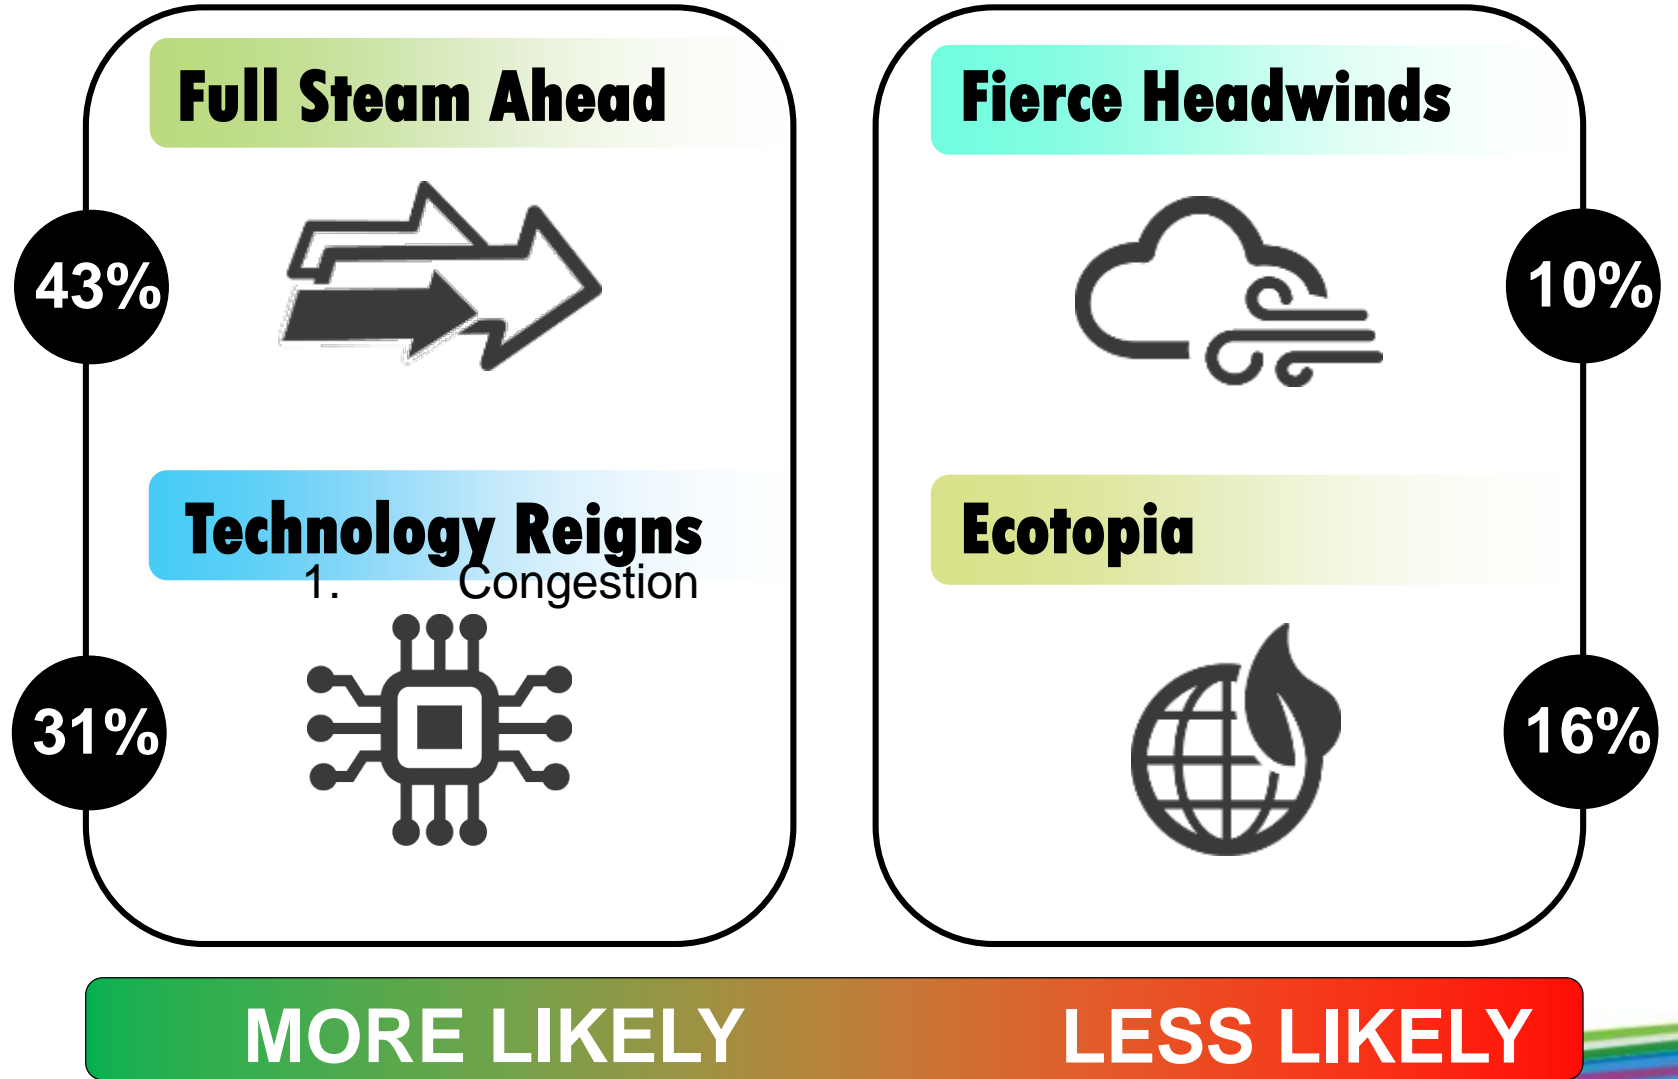 Full Steam Ahead
43%
Technology Reigns
1. Congestion
31%
Fierce Headwinds
10%
Ecotopia
16%
MORE LIKELY
LESS LIKELY